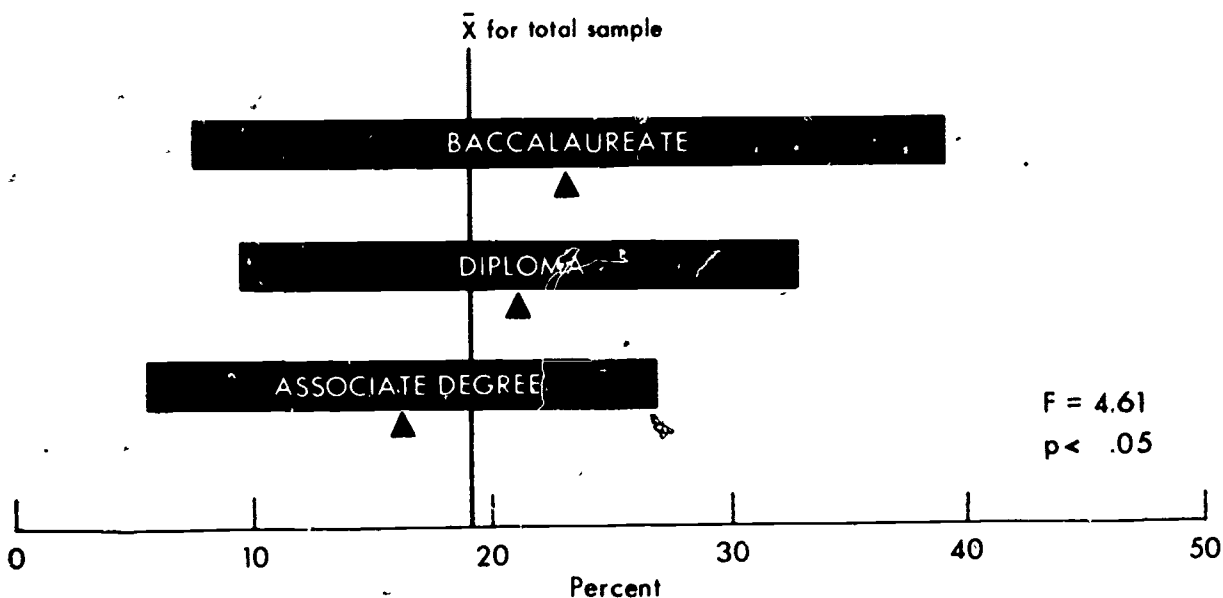 X̄ for total sample
BACCALAUREATE
DIPLOMA
ASSOCIATE DEGREE
F = 4.61
p < .05
0 10 20 30 40 50
Percent